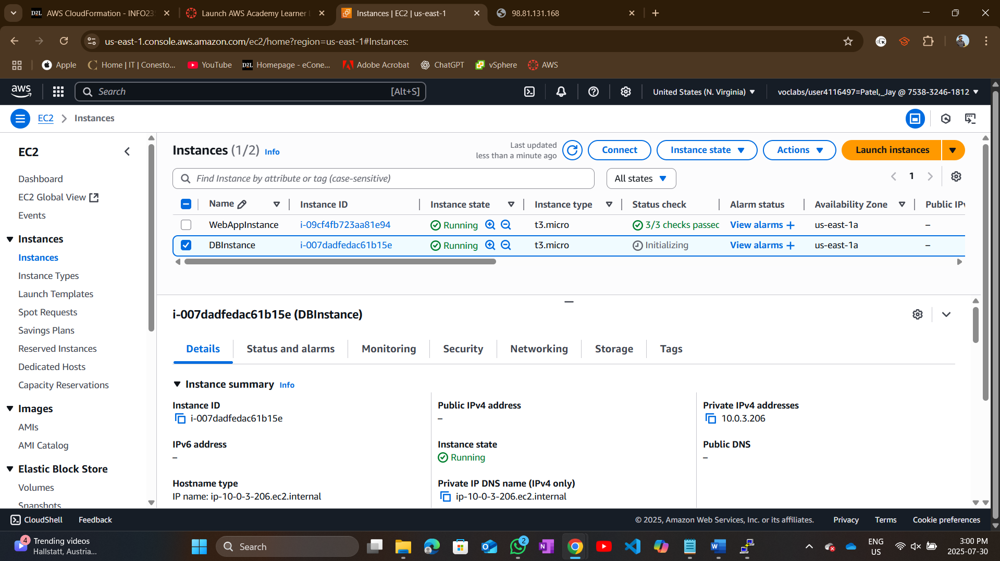 D2L AWS CloudFormation - INFO23
Launch AWS Academy Learner
Instances | EC2 | us-east-1
98.81.131.168
us-east-1.console.aws.amazon.com/ec2/home?region=us-east-1#Instances:
Apple
Home | IT | Conesto...
YouTube
D2L Homepage - eCone...
Adobe Acrobat
ChatGPT
vSphere
AWS
aws
Search
[Alt+S]
United States (N. Virginia)
voclabs/user4116497=Patel,_Jay @ 7538-3246-1812
EC2
Instances
EC2
Dashboard
EC2 Global View
Events
Instances
Instances
Instance Types
Launch Templates
Spot Requests
Savings Plans
Reserved Instances
Dedicated Hosts
Capacity Reservations
Images
AMIs
AMI Catalog
Elastic Block Store
Volumes
Snapshots
Instances (1/2) Info
Last updated
less than a minute ago
Connect
Instance state
Actions
Launch instances
Find Instance by attribute or tag (case-sensitive)
All states
1
Name Instance ID Instance state Instance type Status check Alarm status Availability Zone Public IPv
WebAppInstance i-09cf4fb723aa81e94 Running t3.micro 3/3 checks passed View alarms + us-east-1a –
DBInstance i-007dadfedac61b15e Running t3.micro Initializing View alarms + us-east-1a –
i-007dadfedac61b15e (DBInstance)
Details
Status and alarms
Monitoring
Security
Networking
Storage
Tags
Instance summary Info
Instance ID
i-007dadfedac61b15e
Public IPv4 address
–
Private IPv4 addresses
10.0.3.206
IPv6 address
–
Instance state
Running
Public DNS
–
Hostname type
IP name: ip-10-0-3-206.ec2.internal
Private IP DNS name (IPv4 only)
ip-10-0-3-206.ec2.internal
CloudShell
Feedback
© 2025, Amazon Web Services, Inc. or its affiliates.
Privacy
Terms
Cookie preferences
4
Trending videos
Hallstatt, Austria...
Search
2
ENG
US
3:00 PM
2025-07-30